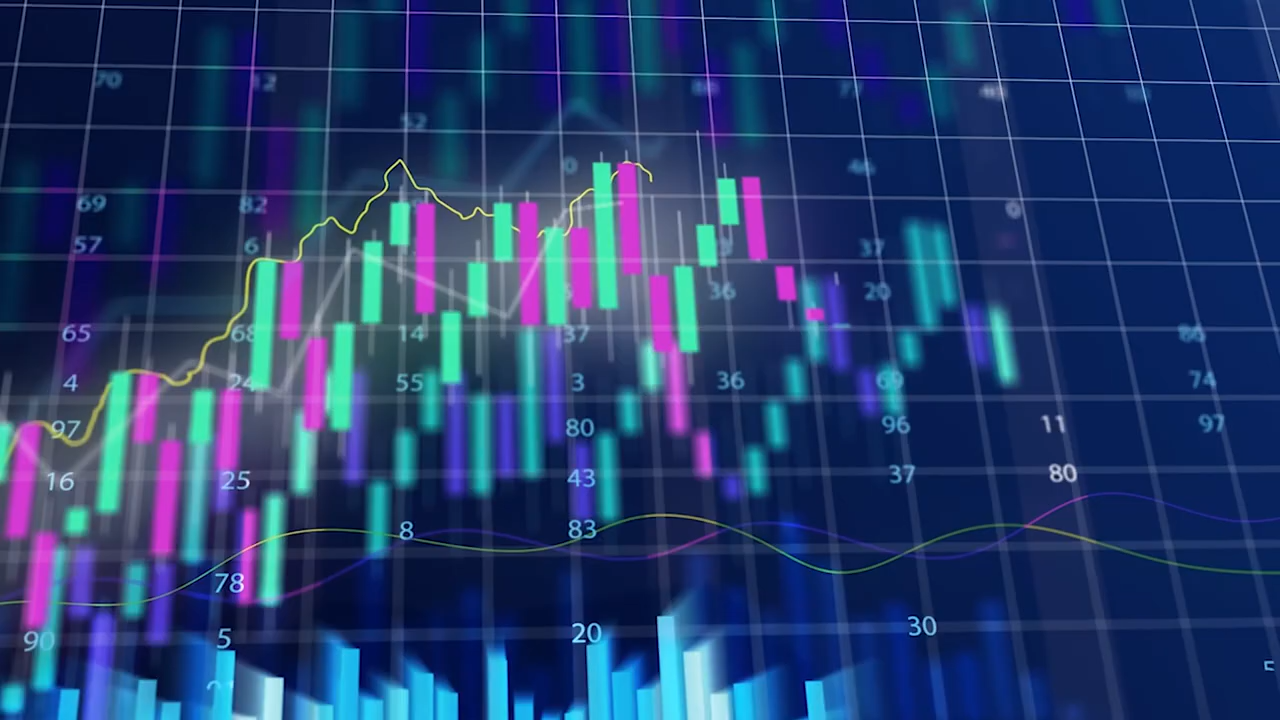 70 12
52
69 82 0 46
57 6 37
36 20
65 68 14 37 86
4 24 55 3 36 69 74
97 80 96 11 97
16 25 43 37 80
8 83
78
90 5 20 30